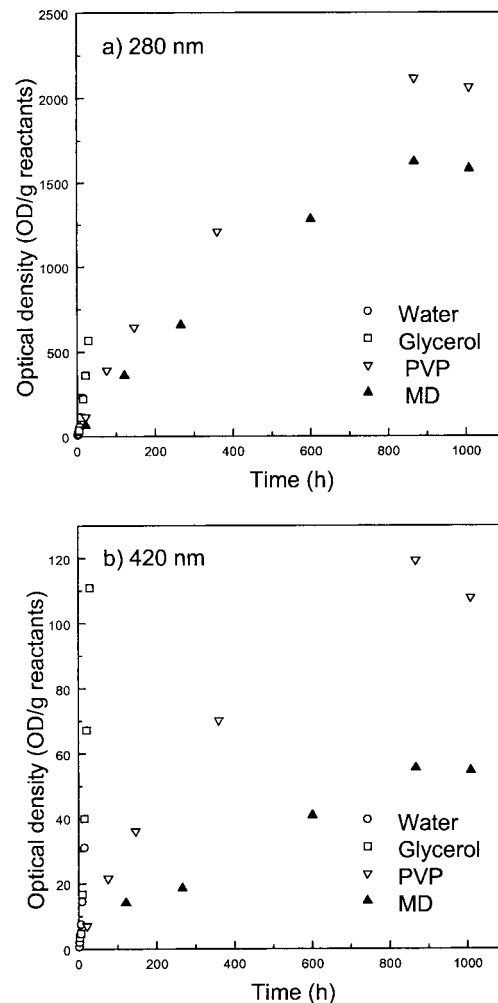 a) 280 nm
Optical density (OD/g reactants)
2500
2000
1500
1000
500
0
0 200 400 600 800 1000
Time (h)
Water
Glycerol
PVP
MD
b) 420 nm
Optical density (OD/g reactants)
120
100
80
60
40
20
0
0 200 400 600 800 1000
Time (h)
Water
Glycerol
PVP
MD